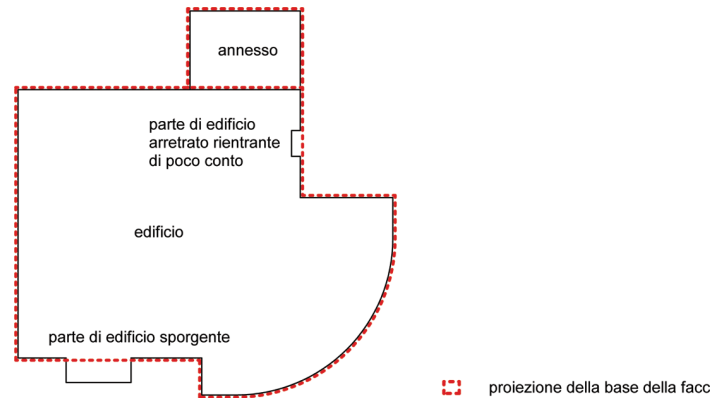 annesso
parte di edificio
arretrato rientrante
di poco conto
edificio
parte di edificio sporgente
proiezione della base della facc